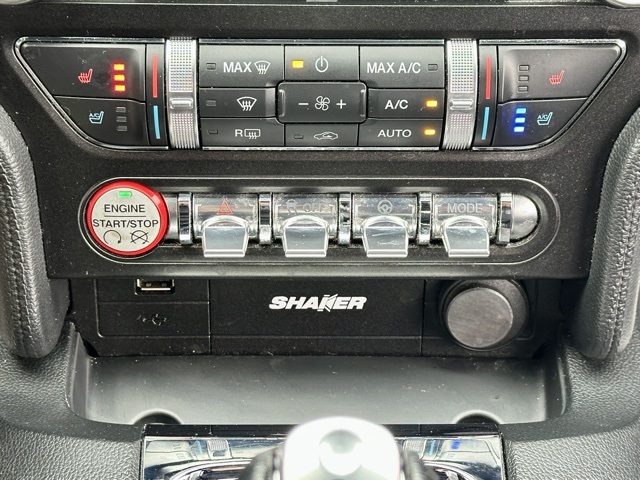 MAX
MAX A/C
A/C
A/C
A/C
R
AUTO
ENGINE
START/STOP
MODE
SHAKER